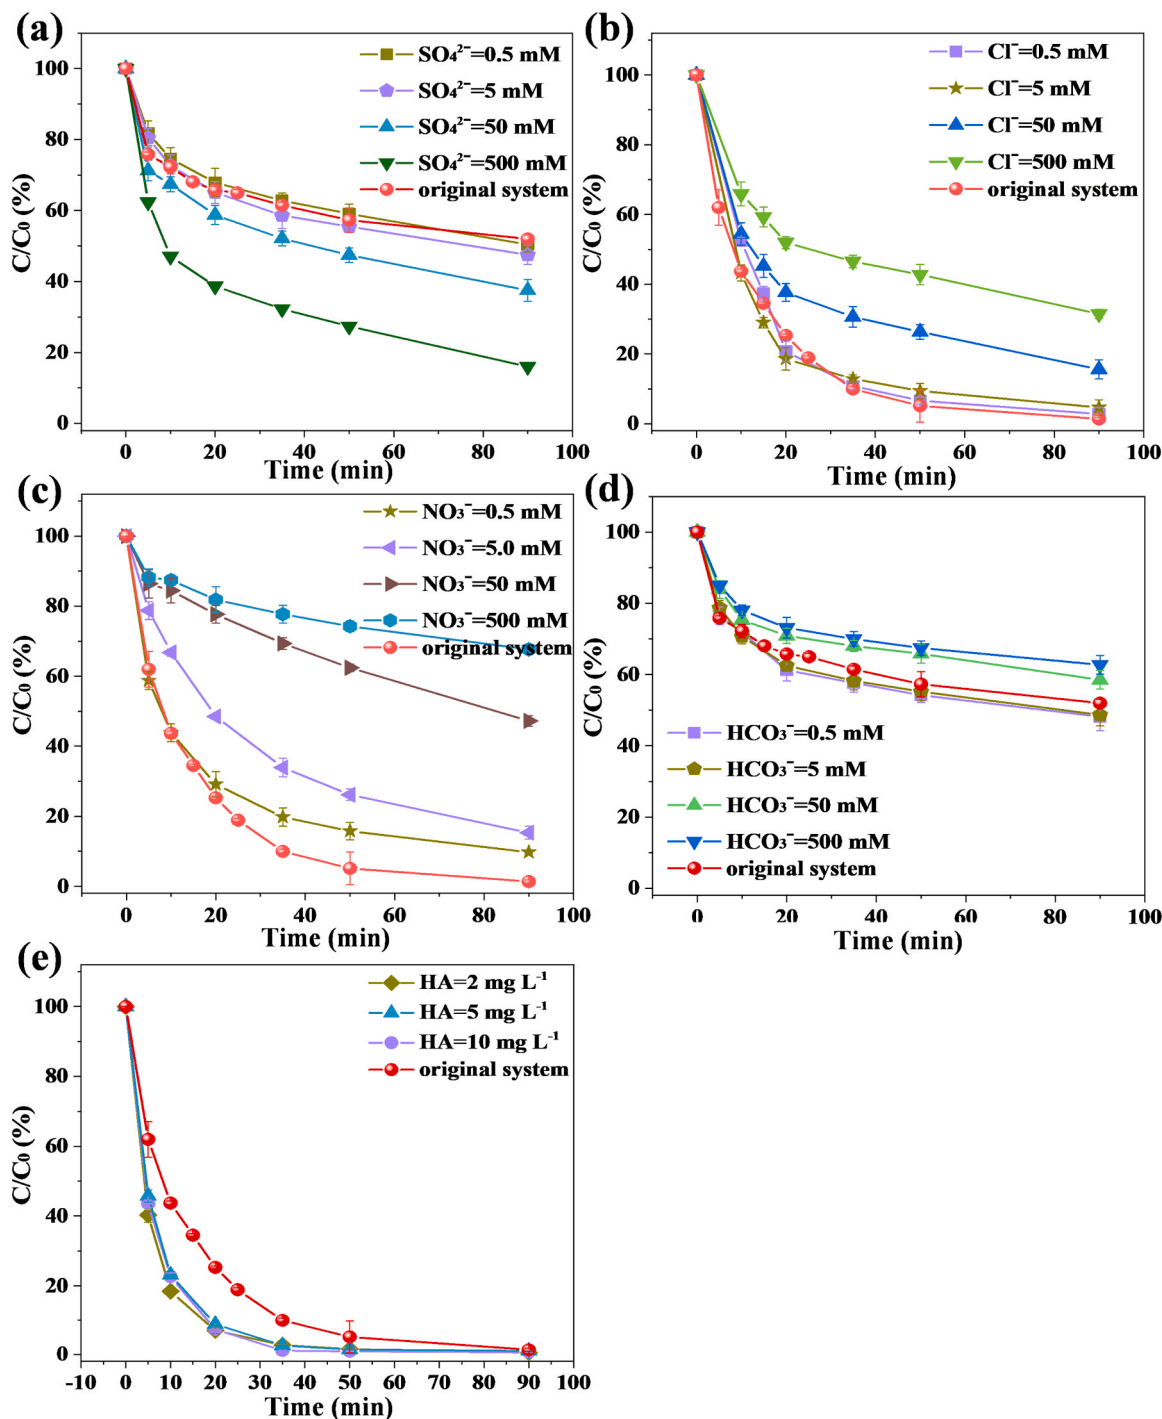 (a)
SO₄²⁻=0.5 mM
SO₄²⁻=5 mM
SO₄²⁻=50 mM
SO₄²⁻=500 mM
original system
C/C₀ (%)
100
80
60
40
20
0
0 20 40 60 80 100
Time (min)
(b)
Cl⁻=0.5 mM
Cl⁻=5 mM
Cl⁻=50 mM
Cl⁻=500 mM
original system
C/C₀ (%)
100
80
60
40
20
0
0 20 40 60 80 100
Time (min)
(c)
NO₃⁻=0.5 mM
NO₃⁻=5.0 mM
NO₃⁻=50 mM
NO₃⁻=500 mM
original system
C/C₀ (%)
100
80
60
40
20
0
0 20 40 60 80 100
Time (min)
(d)
C/C₀ (%)
100
80
60
40
20
0
HCO₃⁻=0.5 mM
HCO₃⁻=5 mM
HCO₃⁻=50 mM
HCO₃⁻=500 mM
original system
0 20 40 60 80 100
Time (min)
(e)
HA=2 mg L⁻¹
HA=5 mg L⁻¹
HA=10 mg L⁻¹
original system
C/C₀ (%)
100
80
60
40
20
0
-10 0 10 20 30 40 50 60 70 80 90 100
Time (min)